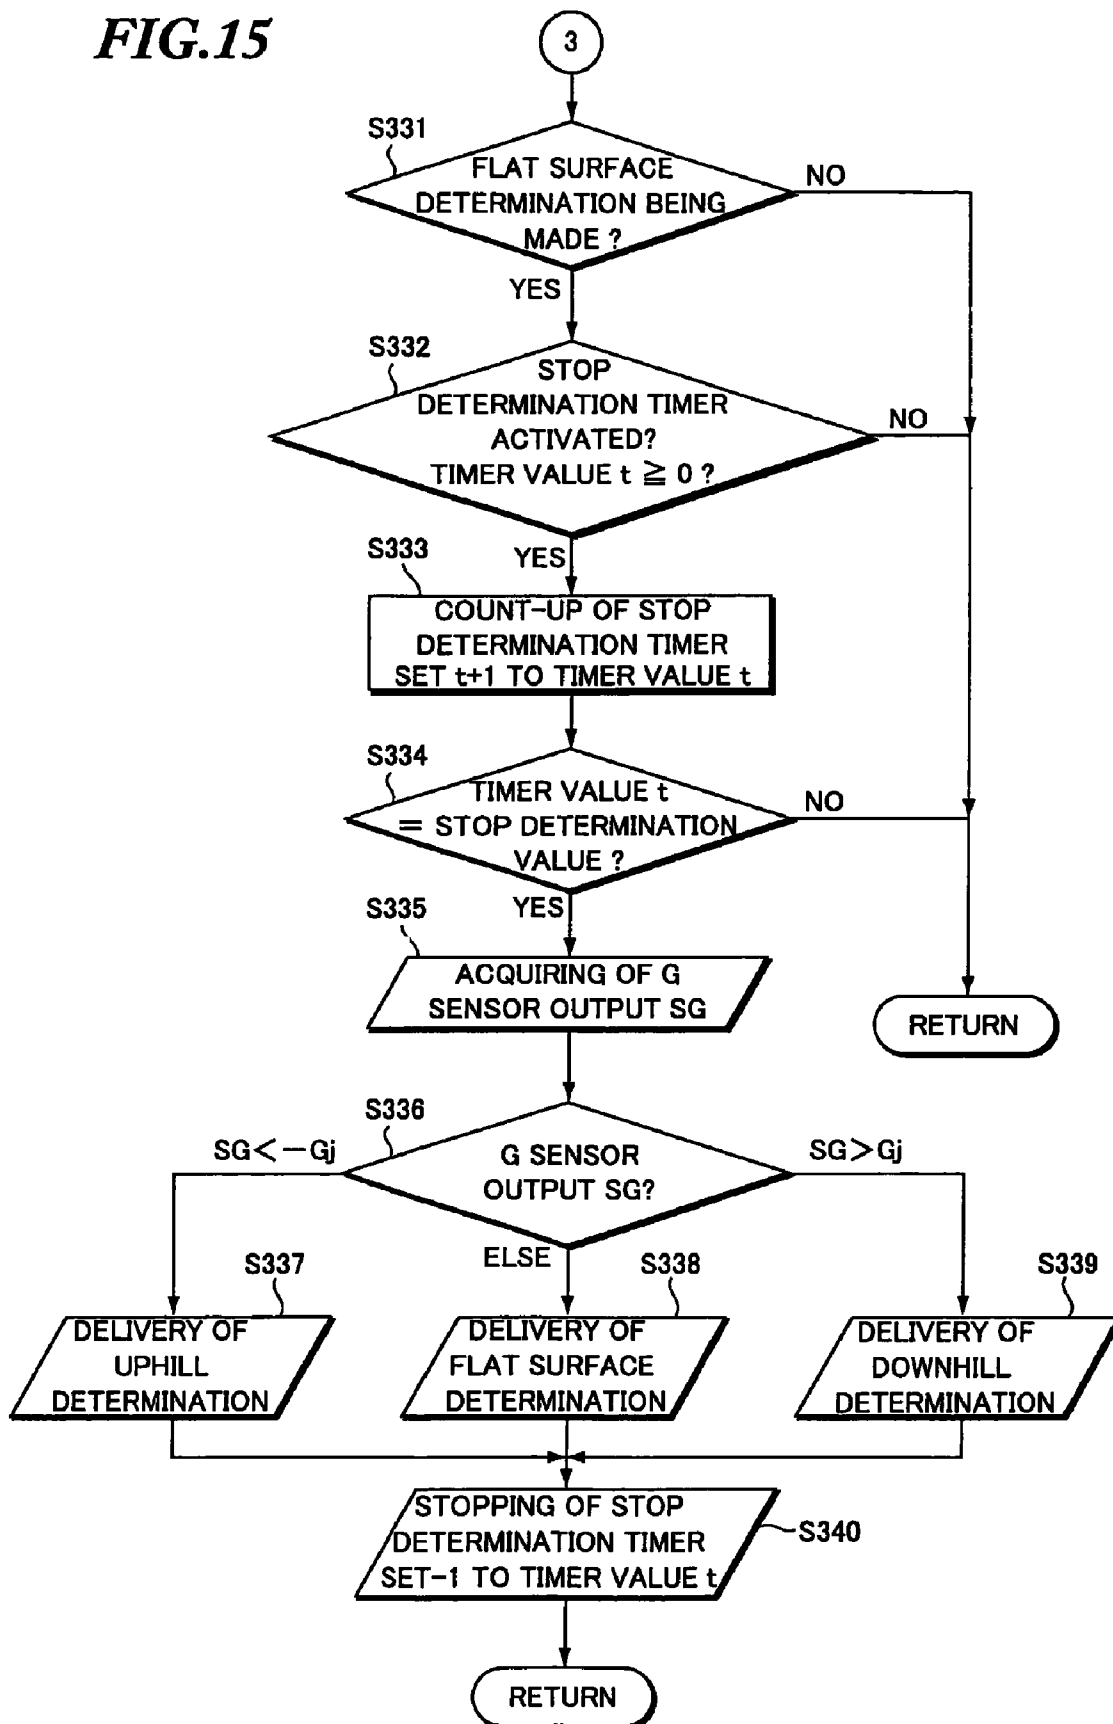 FIG.15
3
S331
FLAT SURFACE
DETERMINATION BEING
MADE ?
NO
YES
S332
STOP
DETERMINATION TIMER
ACTIVATED?
TIMER VALUE t ≧ 0 ?
NO
YES
S333
COUNT-UP OF STOP
DETERMINATION TIMER
SET t+1 TO TIMER VALUE t
S334
TIMER VALUE t
= STOP DETERMINATION
VALUE ?
NO
YES
S335
ACQUIRING OF G
SENSOR OUTPUT SG
RETURN
S336
SG<-Gj
G SENSOR
OUTPUT SG?
SG>Gj
ELSE
S337
DELIVERY OF
UPHILL
DETERMINATION
S338
DELIVERY OF
FLAT SURFACE
DETERMINATION
S339
DELIVERY OF
DOWNHILL
DETERMINATION
STOPPING OF STOP
DETERMINATION TIMER
SET-1 TO TIMER VALUE t
S340
RETURN